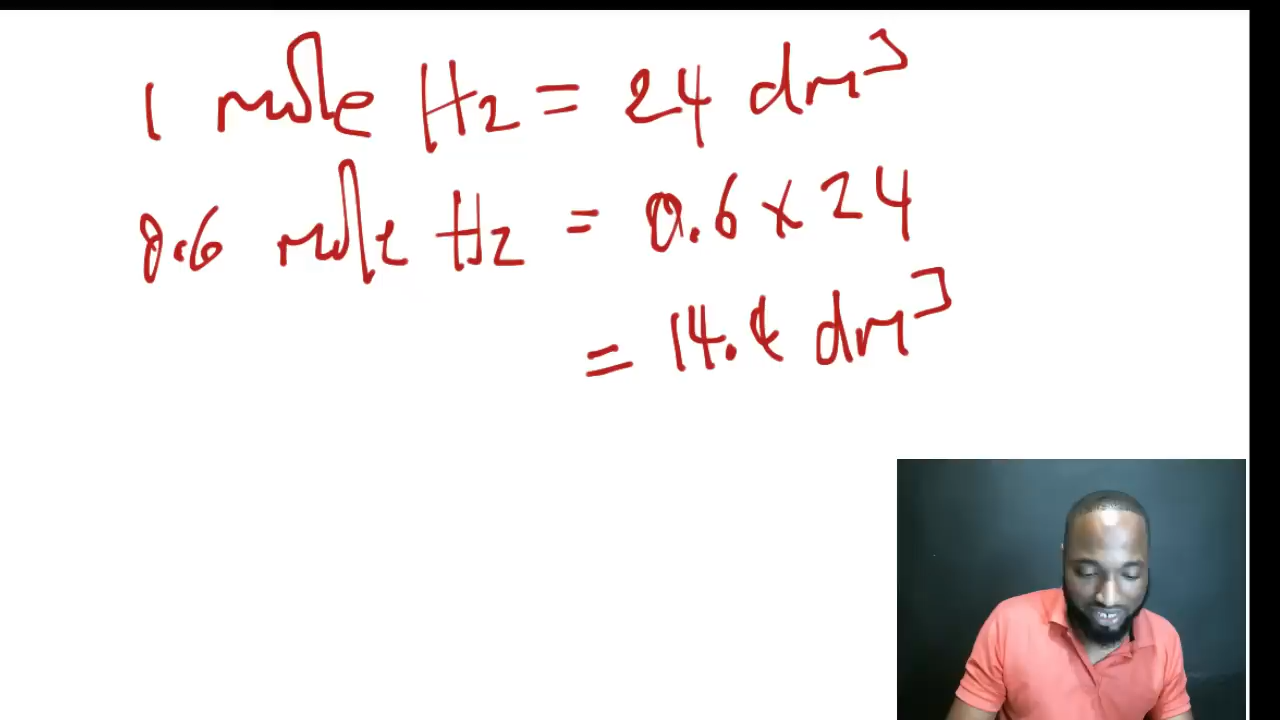 1 mole H2 = 24 dm³
0.6 mole H2 = 0.6 x 24
= 14.4 dm³